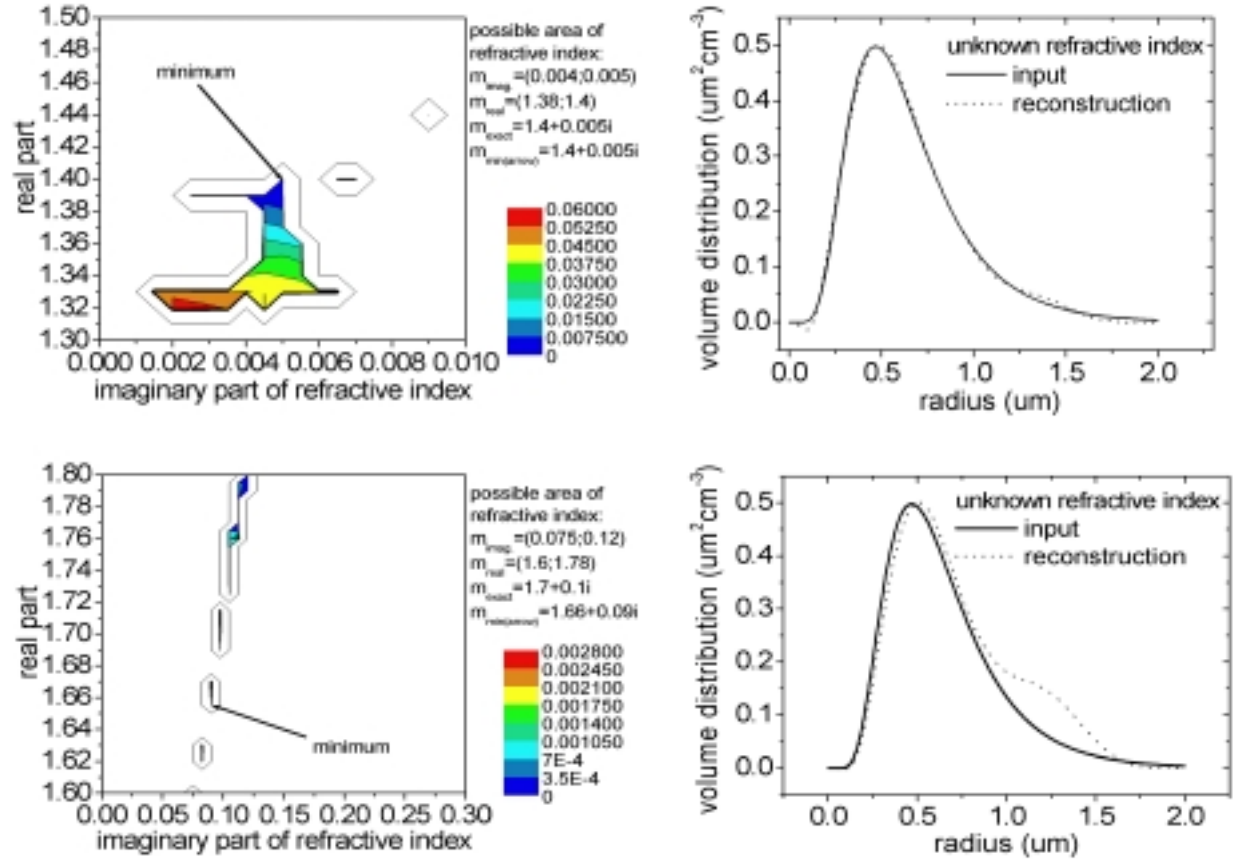 1.50
1.48
1.46
1.44
1.42
1.40
1.38
1.36
1.34
1.32
1.30
real part
minimum
0.000 0.002 0.004 0.006 0.008 0.010
imaginary part of refractive index
possible area of
refractive index:
m_imag.=(0.004;0.005)
m_real=(1.38;1.4)
m_exact=1.4+0.005i
m_min(arrow)=1.4+0.005i
0.06000
0.05250
0.04500
0.03750
0.03000
0.02250
0.01500
0.007500
0
volume distribution (um²cm⁻³)
0.5
0.4
0.3
0.2
0.1
0.0
unknown refractive index
input
reconstruction
0.0 0.5 1.0 1.5 2.0
radius (um)
1.80
1.78
1.76
1.74
1.72
1.70
1.68
1.66
1.64
1.62
1.60
real part
minimum
0.00 0.05 0.10 0.15 0.20 0.25 0.30
imaginary part of refractive index
possible area of
refractive index:
m_imag.=(0.075;0.12)
m_real=(1.6;1.78)
m_exact=1.7+0.1i
m_min(arrow)=1.66+0.09i
0.002800
0.002450
0.002100
0.001750
0.001400
0.001050
7E-4
3.5E-4
0
volume distribution (um²cm⁻³)
0.5
0.4
0.3
0.2
0.1
0.0
unknown refractive index
input
reconstruction
0.0 0.5 1.0 1.5 2.0
radius (um)